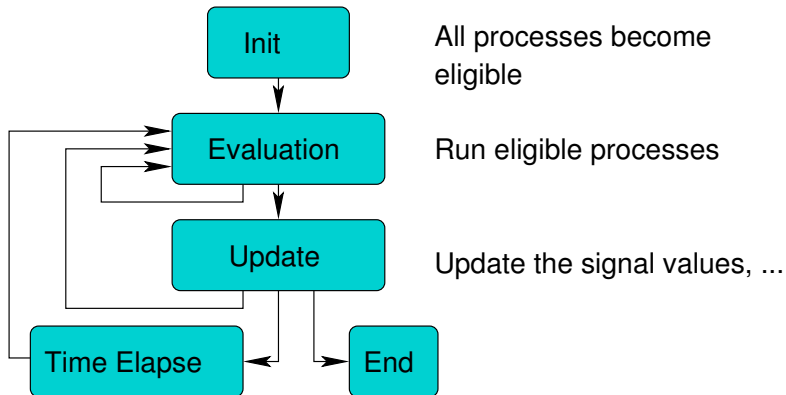 Init
All processes become
eligible
Evaluation
Run eligible processes
Update
Update the signal values, ...
Time Elapse
End